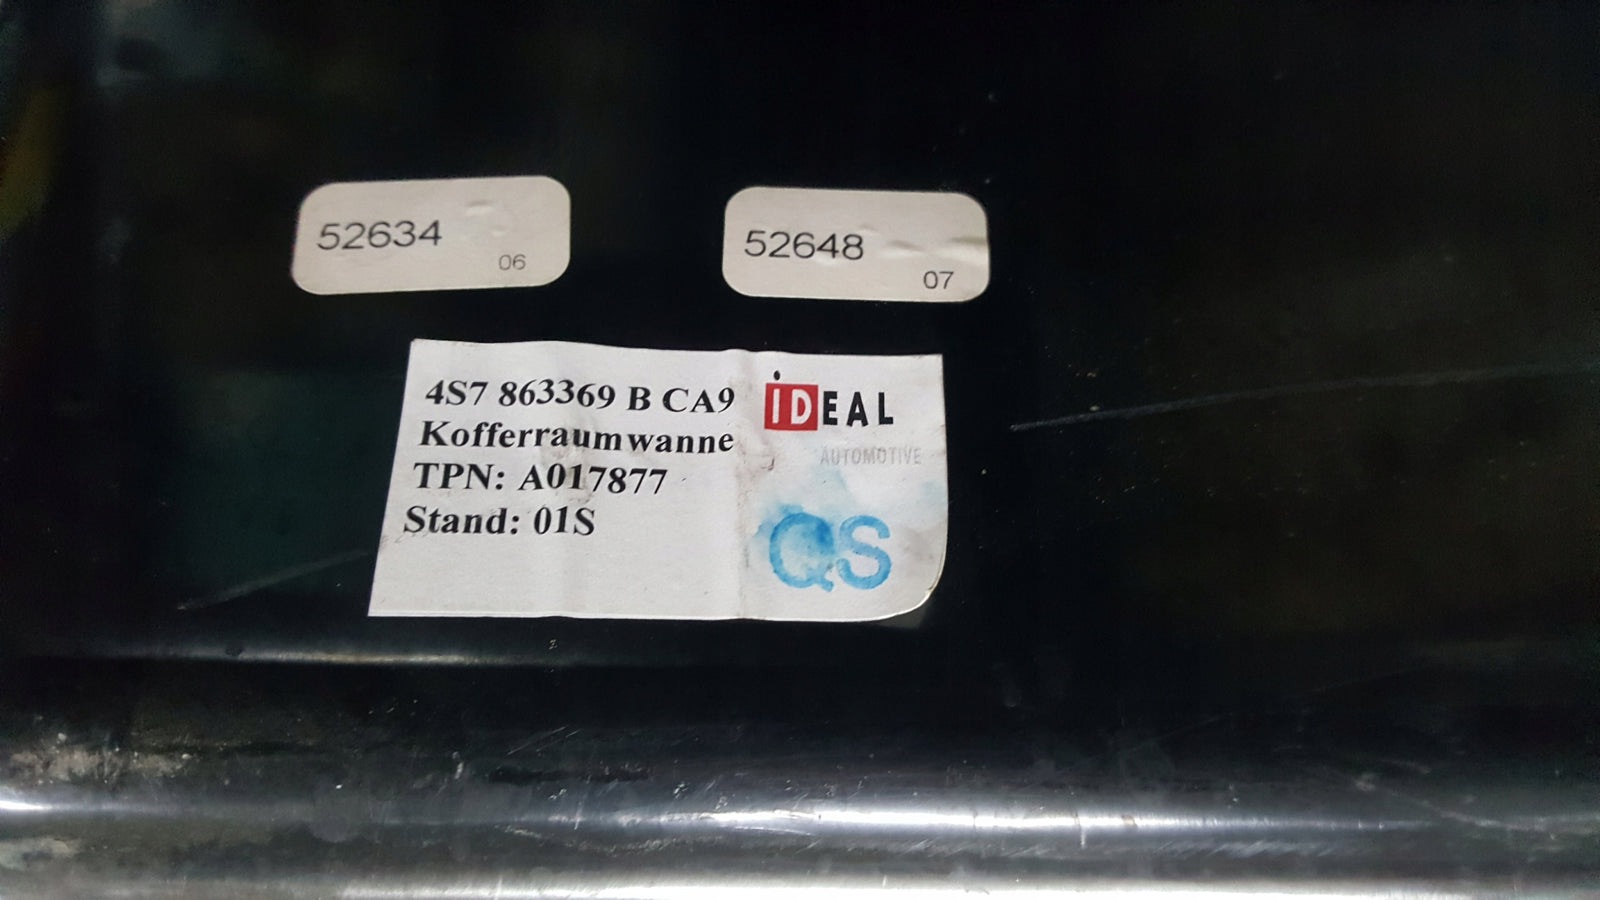 52634
06
52648
07
4S7 863369 B CA9
Kofferraumwanne
TPN: A017877
Stand: 01S
iDEAL
AUTOMOTIVE
QS